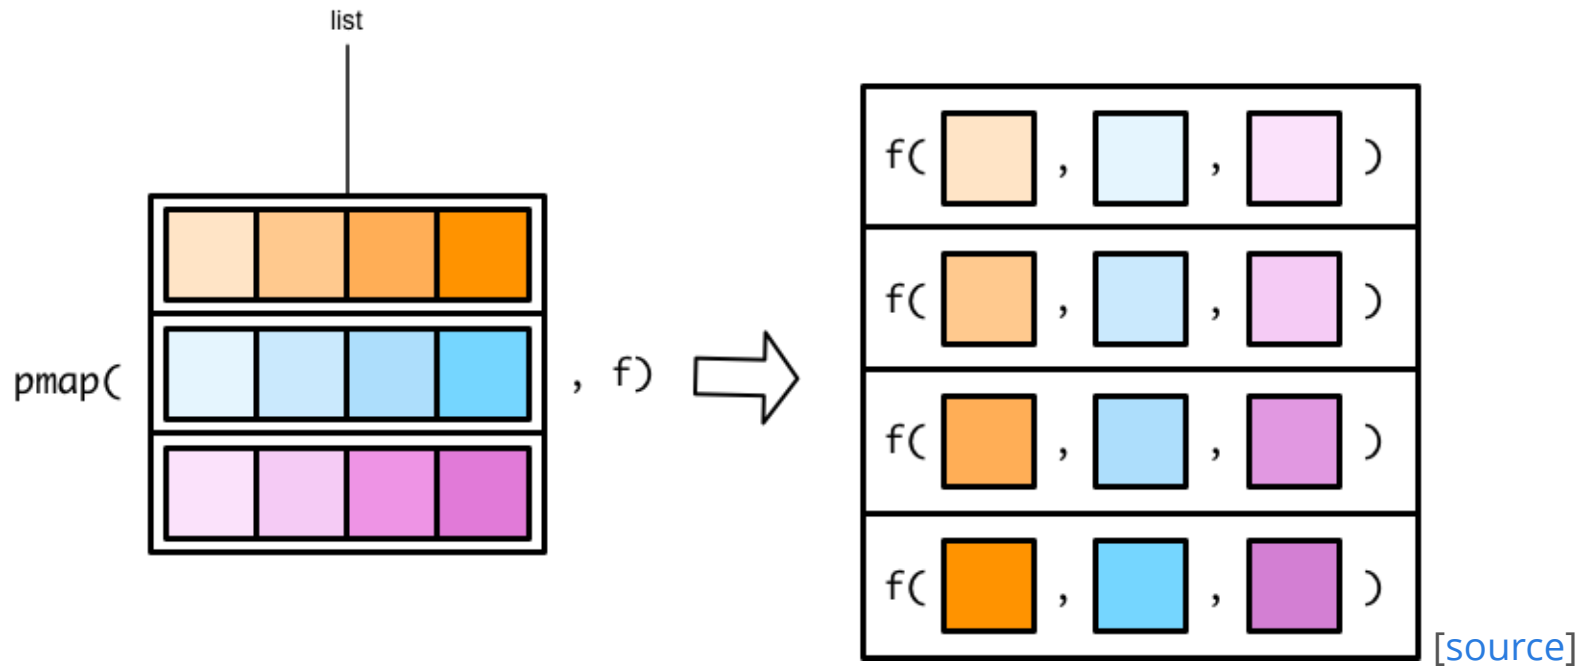 list
pmap( , f)
f( , , )
f( , , )
f( , , )
f( , , )
[source]